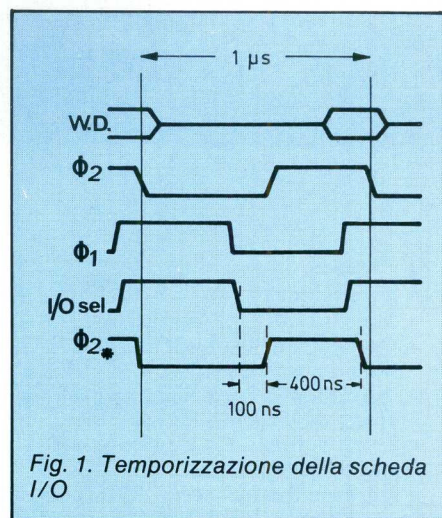 1 µs
W.D.
Φ2
Φ1
I/O sel
Φ2*
100 ns
400 ns
Fig. 1. Temporizzazione della scheda
I/O